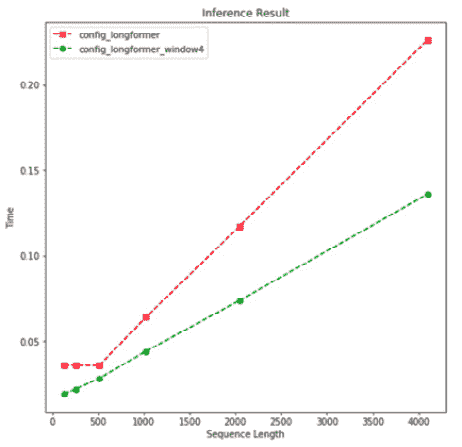 Inference Result
config_longformer
config_longformer_window4
0.20
0.15
0.10
0.05
Time
0 500 1000 1500 2000 2500 3000 3500 4000
Sequence Length